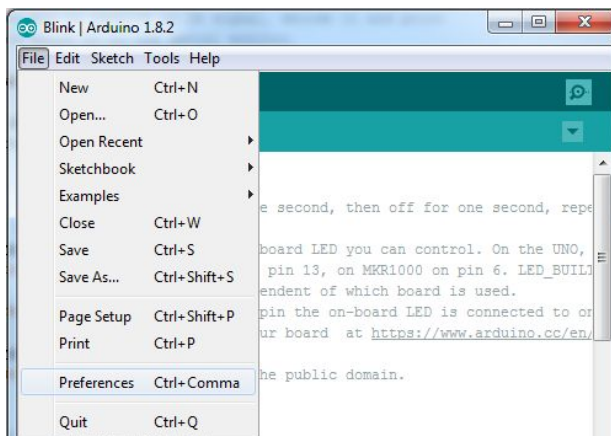 Blink | Arduino 1.8.2
File Edit Sketch Tools Help
New Ctrl+N
Open... Ctrl+O
Open Recent
Sketchbook
Examples
e second, then off for one second, repe
Close Ctrl+W
Save Ctrl+S
board LED you can control. On the UNO,
Save As... Ctrl+Shift+S
pin 13, on MKR1000 on pin 6. LED_BUILT
endent of which board is used.
Page Setup Ctrl+Shift+P
pin the on-board LED is connected to on
Print Ctrl+P
ur board at https://www.arduino.cc/en/
Preferences Ctrl+Comma
he public domain.
Quit Ctrl+Q